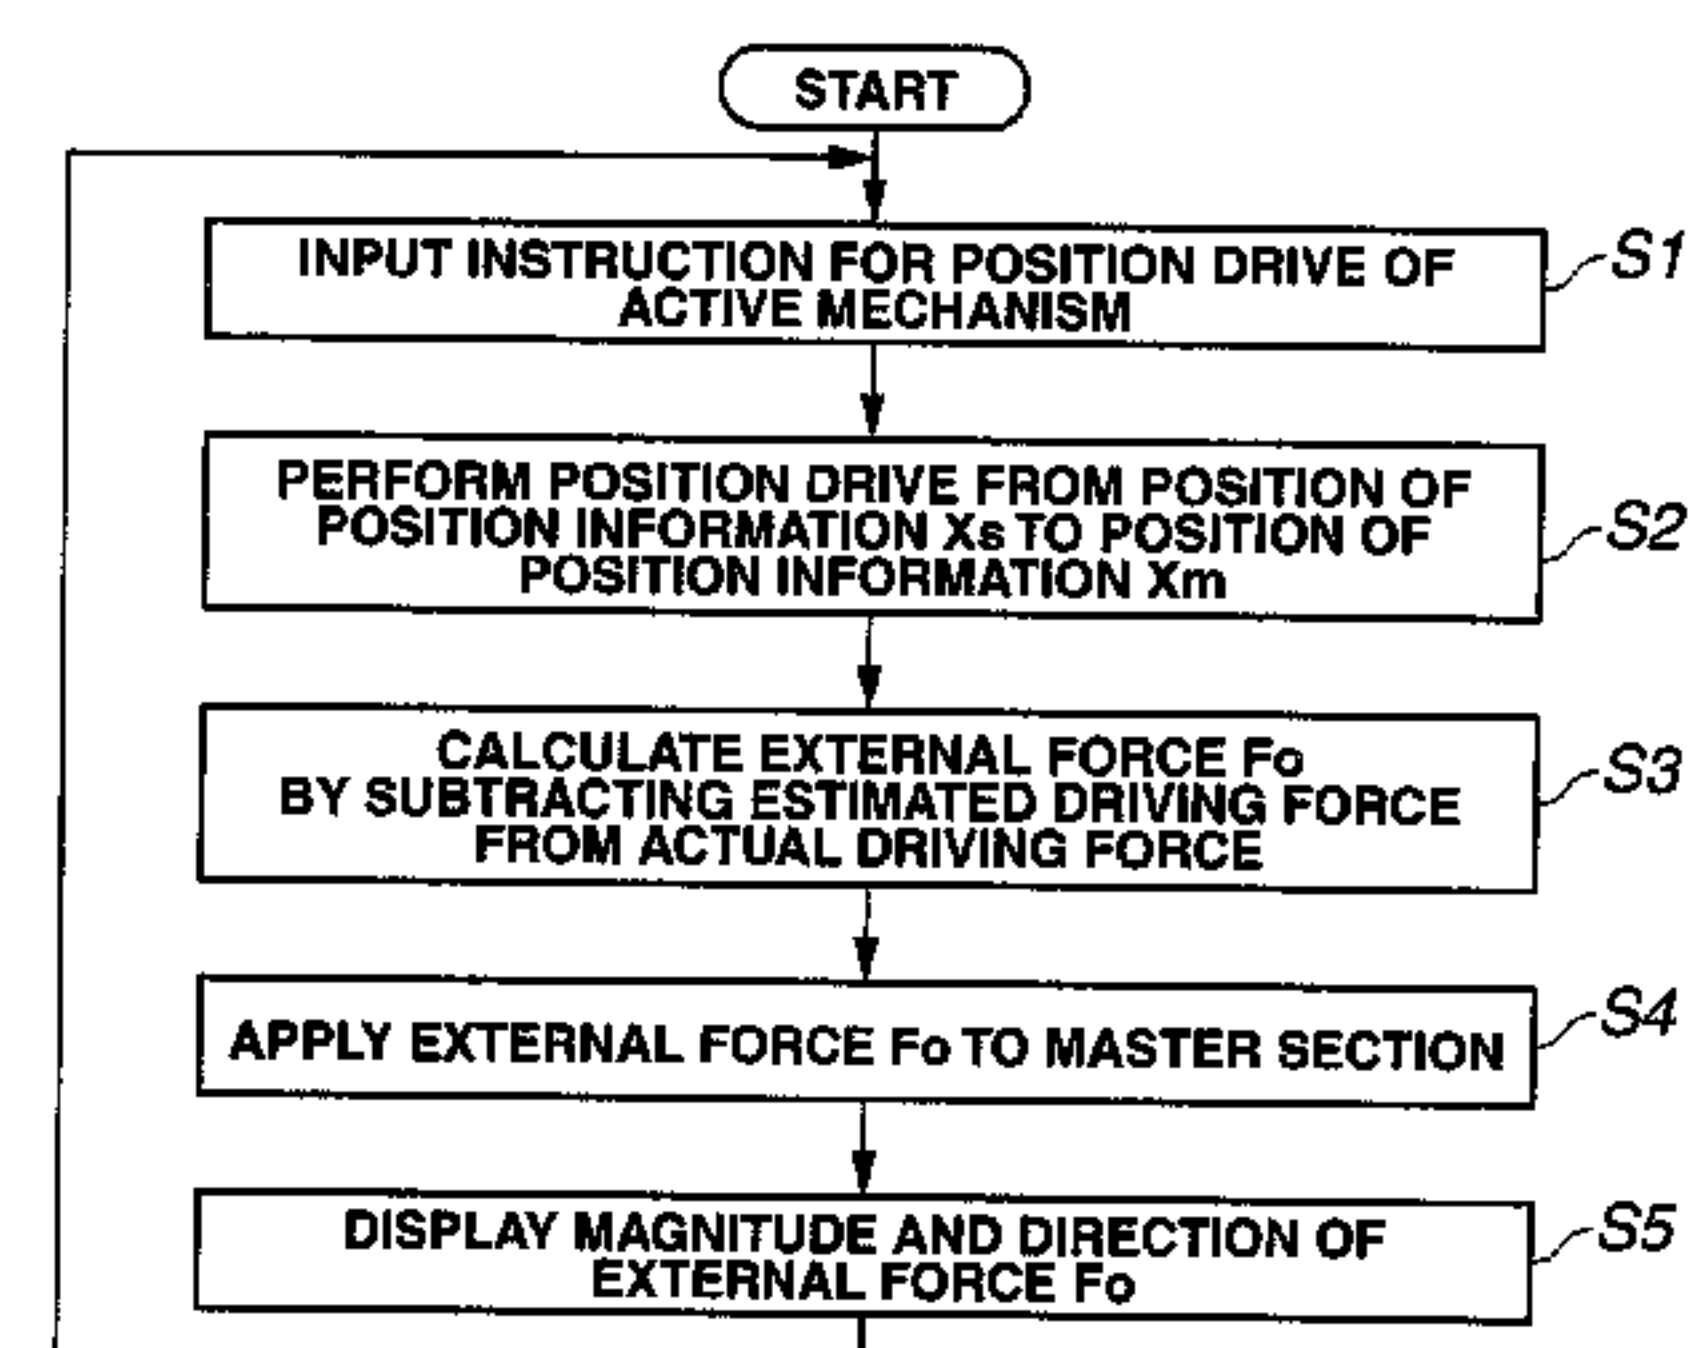 START
INPUT INSTRUCTION FOR POSITION DRIVE OF
ACTIVE MECHANISM
S1
PERFORM POSITION DRIVE FROM POSITION OF
POSITION INFORMATION Xs TO POSITION OF
POSITION INFORMATION Xm
S2
CALCULATE EXTERNAL FORCE Fo
BY SUBTRACTING ESTIMATED DRIVING FORCE
FROM ACTUAL DRIVING FORCE
S3
APPLY EXTERNAL FORCE Fo TO MASTER SECTION
S4
DISPLAY MAGNITUDE AND DIRECTION OF
EXTERNAL FORCE Fo
S5